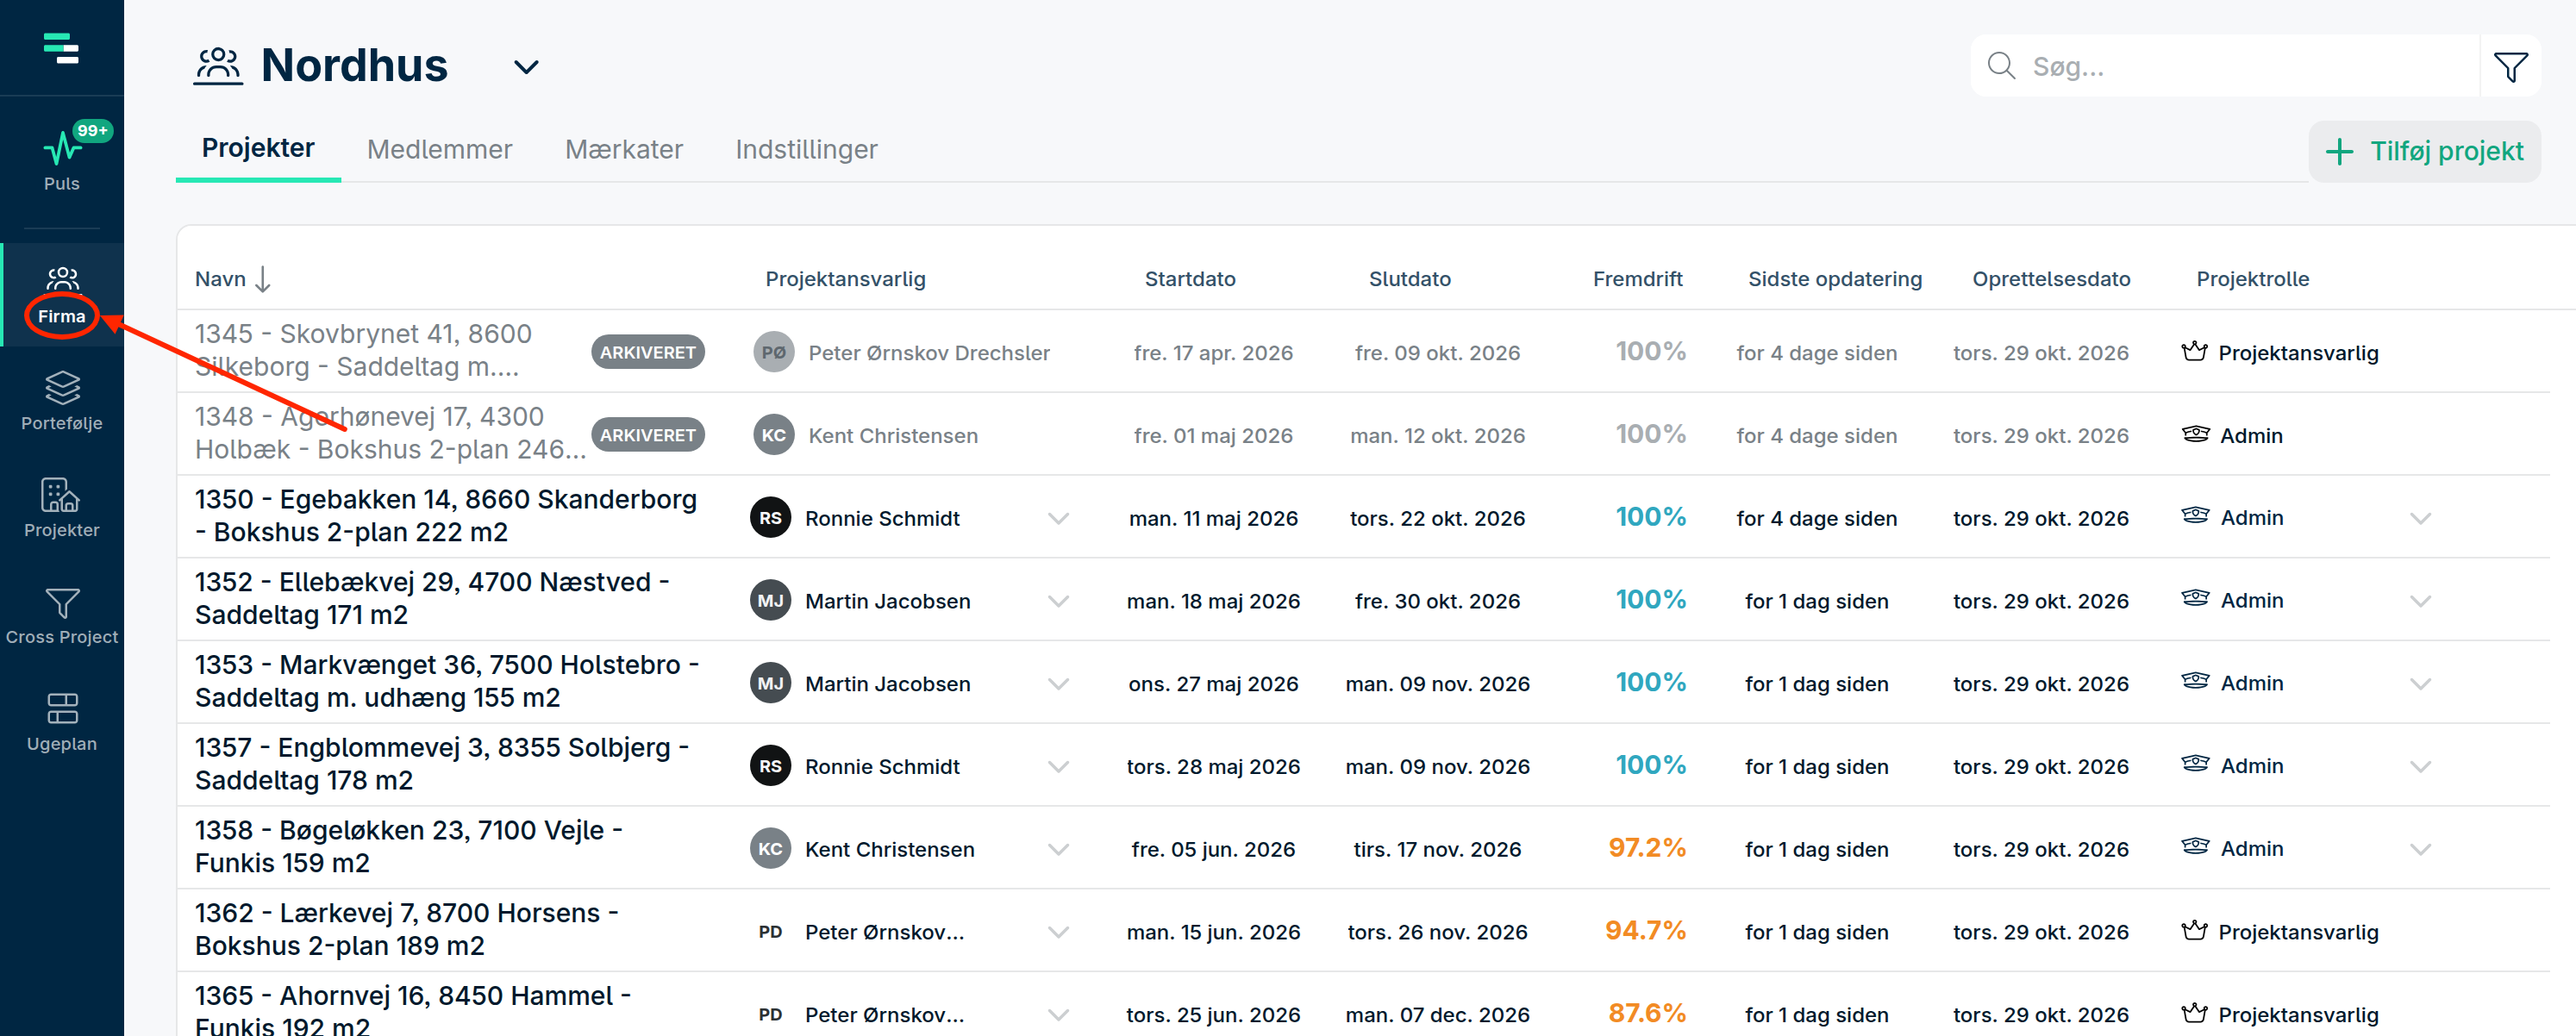 Nordhus
Søg...
99+
Puls
Projekter
Medlemmer
Mærkater
Indstillinger
Tilføj projekt
Firma
Portefølje
Projekter
Cross Project
Ugeplan
Navn
Projektansvarlig
Startdato
Slutdato
Fremdrift
Sidste opdatering
Oprettelsesdato
Projektrolle
1345 - Skovbrynet 41, 8600
Silkeborg - Saddeltag m....
ARKIVERET
PØ
Peter Ørnskov Drechsler
fre. 17 apr. 2026
fre. 09 okt. 2026
100%
for 4 dage siden
tors. 29 okt. 2026
Projektansvarlig
1348 - Agerhønevej 17, 4300
Holbæk - Bokshus 2-plan 246...
ARKIVERET
KC
Kent Christensen
fre. 01 maj 2026
man. 12 okt. 2026
100%
for 4 dage siden
tors. 29 okt. 2026
Admin
1350 - Egebakken 14, 8660 Skanderborg
- Bokshus 2-plan 222 m2
RS
Ronnie Schmidt
man. 11 maj 2026
tors. 22 okt. 2026
100%
for 4 dage siden
tors. 29 okt. 2026
Admin
1352 - Ellebækvej 29, 4700 Næstved -
Saddeltag 171 m2
MJ
Martin Jacobsen
man. 18 maj 2026
fre. 30 okt. 2026
100%
for 1 dag siden
tors. 29 okt. 2026
Admin
1353 - Markvænget 36, 7500 Holstebro -
Saddeltag m. udhæng 155 m2
MJ
Martin Jacobsen
ons. 27 maj 2026
man. 09 nov. 2026
100%
for 1 dag siden
tors. 29 okt. 2026
Admin
1357 - Engblommevej 3, 8355 Solbjerg -
Saddeltag 178 m2
RS
Ronnie Schmidt
tors. 28 maj 2026
man. 09 nov. 2026
100%
for 1 dag siden
tors. 29 okt. 2026
Admin
1358 - Bøgeløkken 23, 7100 Vejle -
Funkis 159 m2
KC
Kent Christensen
fre. 05 jun. 2026
tirs. 17 nov. 2026
97.2%
for 1 dag siden
tors. 29 okt. 2026
Admin
1362 - Lærkevej 7, 8700 Horsens -
Bokshus 2-plan 189 m2
PD
Peter Ørnskov...
man. 15 jun. 2026
tors. 26 nov. 2026
94.7%
for 1 dag siden
tors. 29 okt. 2026
Projektansvarlig
1365 - Ahornvej 16, 8450 Hammel -
Funkis 192 m2
PD
Peter Ørnskov...
tors. 25 jun. 2026
man. 07 dec. 2026
87.6%
for 1 dag siden
tors. 29 okt. 2026
Projektansvarlig